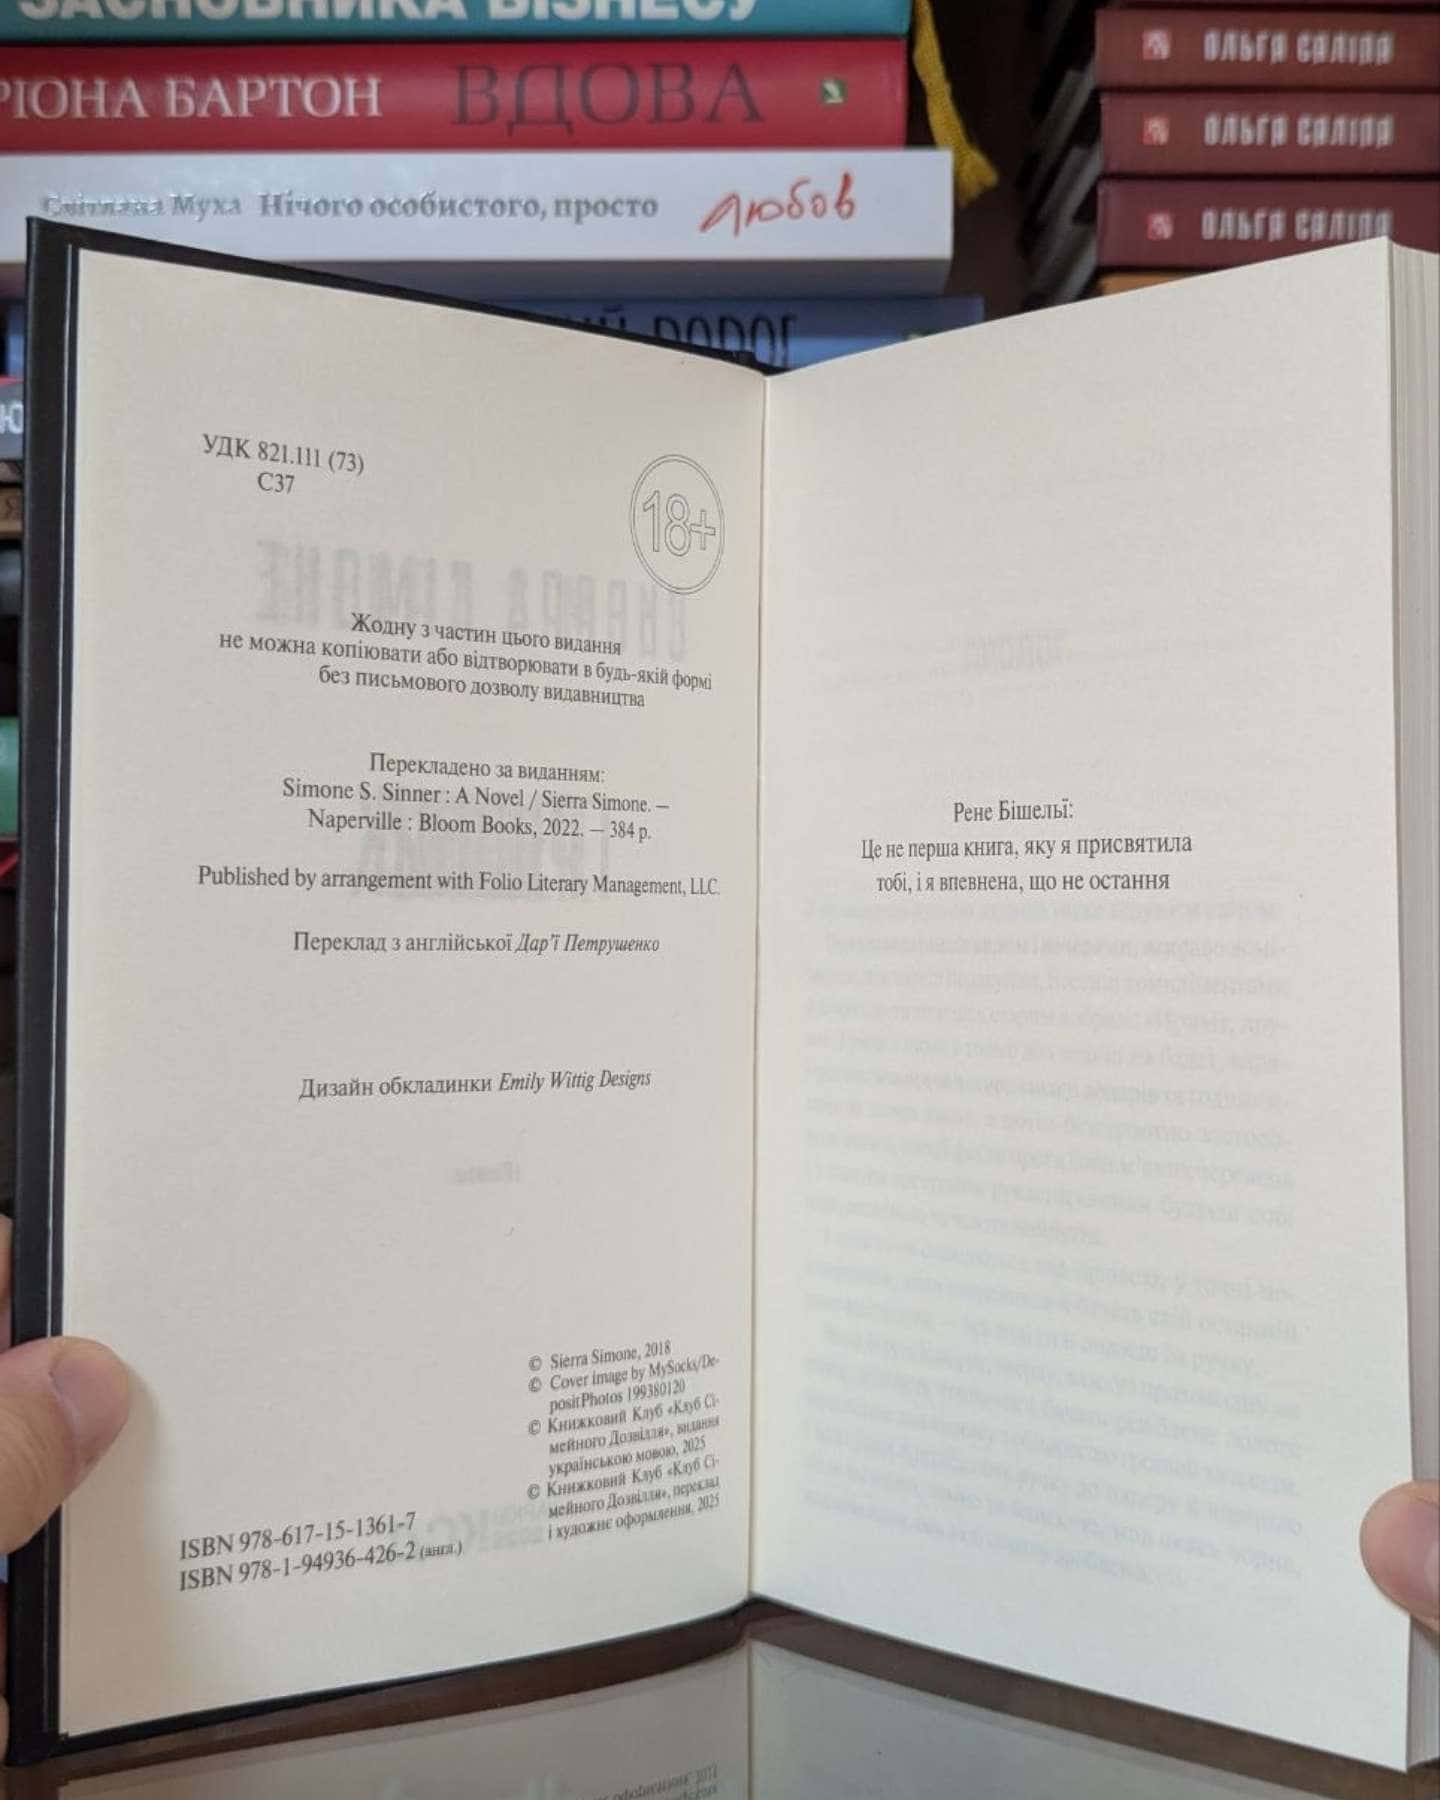 ЗАСНОВНИКА БІЗНЕСУ
РІОНА БАРТОН ВДОВА
Світлана Муха Нічого особистого, просто любов
ОЛЬГА САЛІПА
ОЛЬГА САЛІПА
ОЛЬГА САЛІПА
УДК 821.111 (73)
С37
18+
Жодну з частин цього видання
не можна копіювати або відтворювати в будь-якій формі
без письмового дозволу видавництва
Перекладено за виданням:
Simone S. Sinner : A Novel / Sierra Simone. —
Naperville : Bloom Books, 2022. — 384 p.
Published by arrangement with Folio Literary Management, LLC.
Переклад з англійської Дар’ї Петрушенко
Дизайн обкладинки Emily Wittig Designs
© Sierra Simone, 2018
© Cover image by MySocks/De-
positPhotos 199380120
© Книжковий Клуб «Клуб Сі-
мейного Дозвілля», видання
українською мовою, 2025
© Книжковий Клуб «Клуб Сі-
мейного Дозвілля», переклад
і художнє оформлення, 2025
ISBN 978-617-15-1361-7
ISBN 978-1-94936-426-2 (англ.)
Рене Бішельї:
Це не перша книга, яку я присвятила
тобі, і я впевнена, що не остання